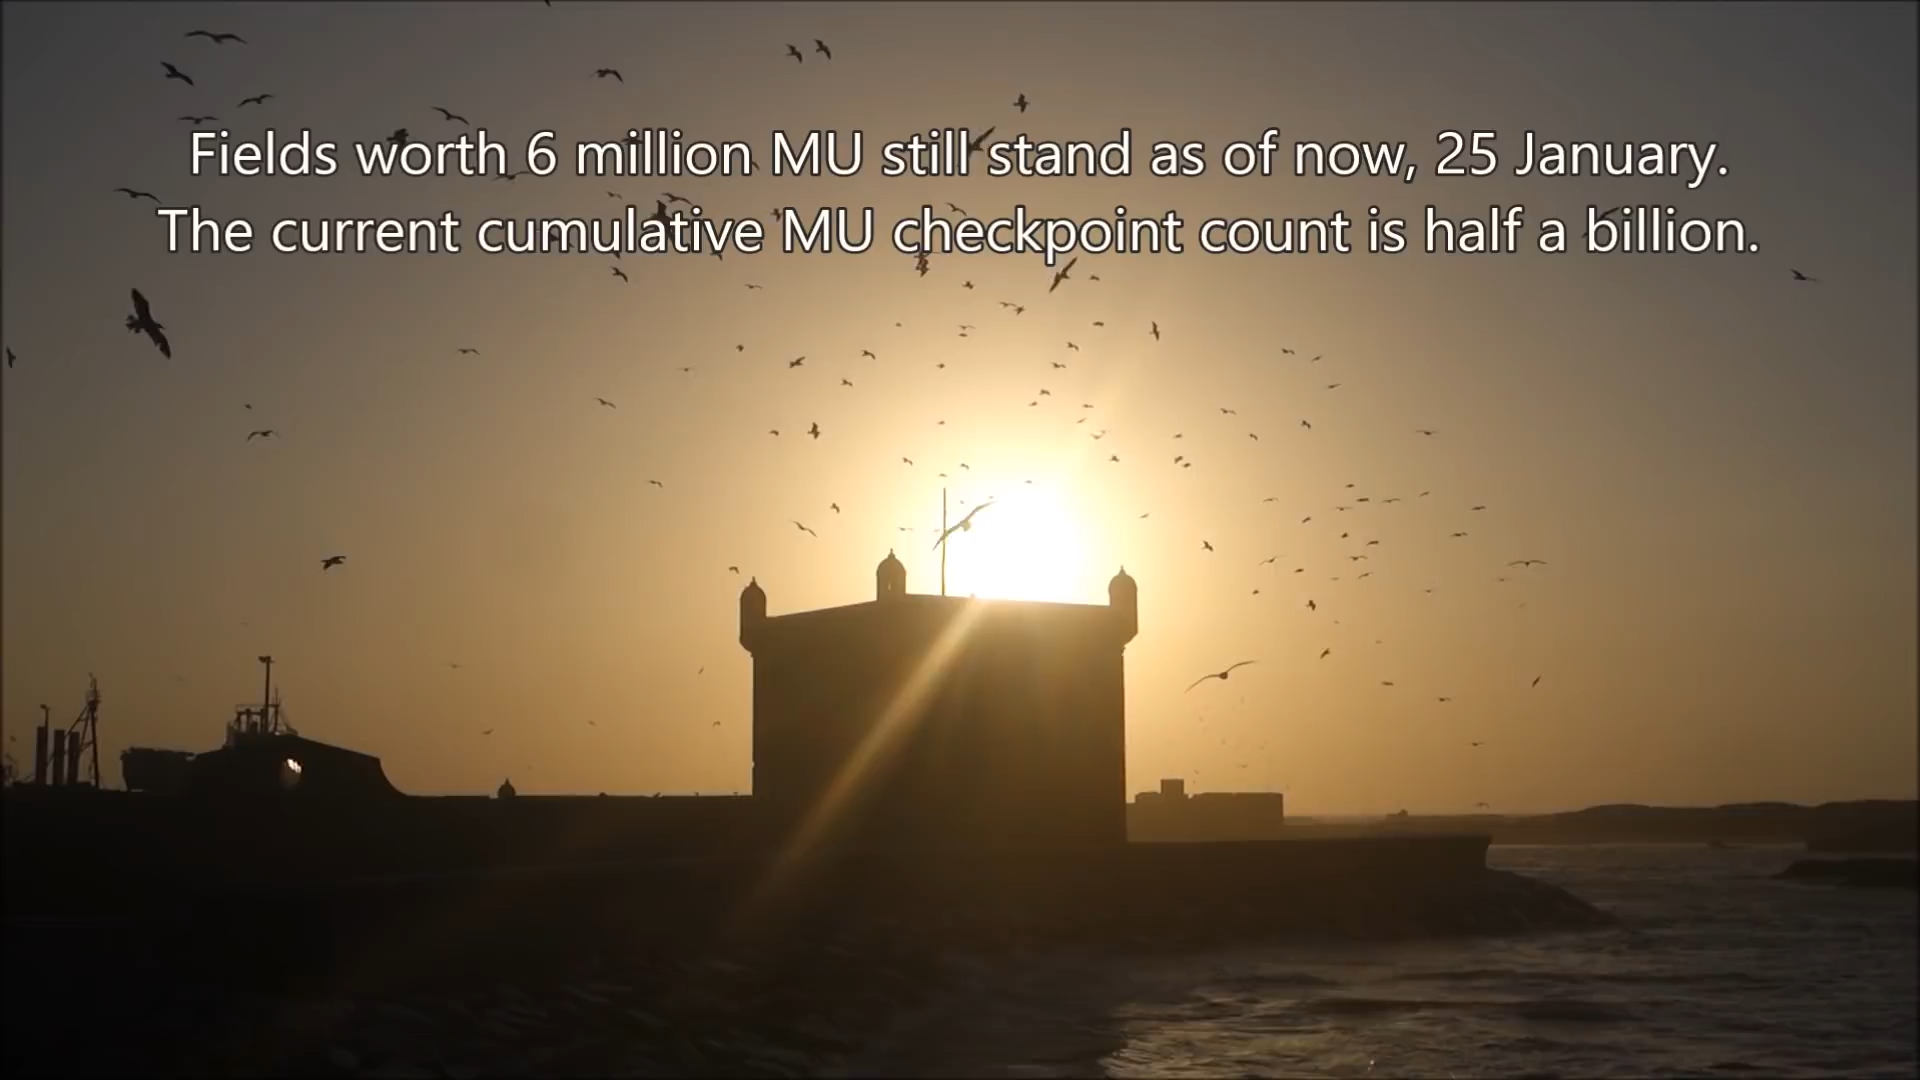 Fields worth 6 million MU still stand as of now, 25 January.
The current cumulative MU checkpoint count is half a billion.